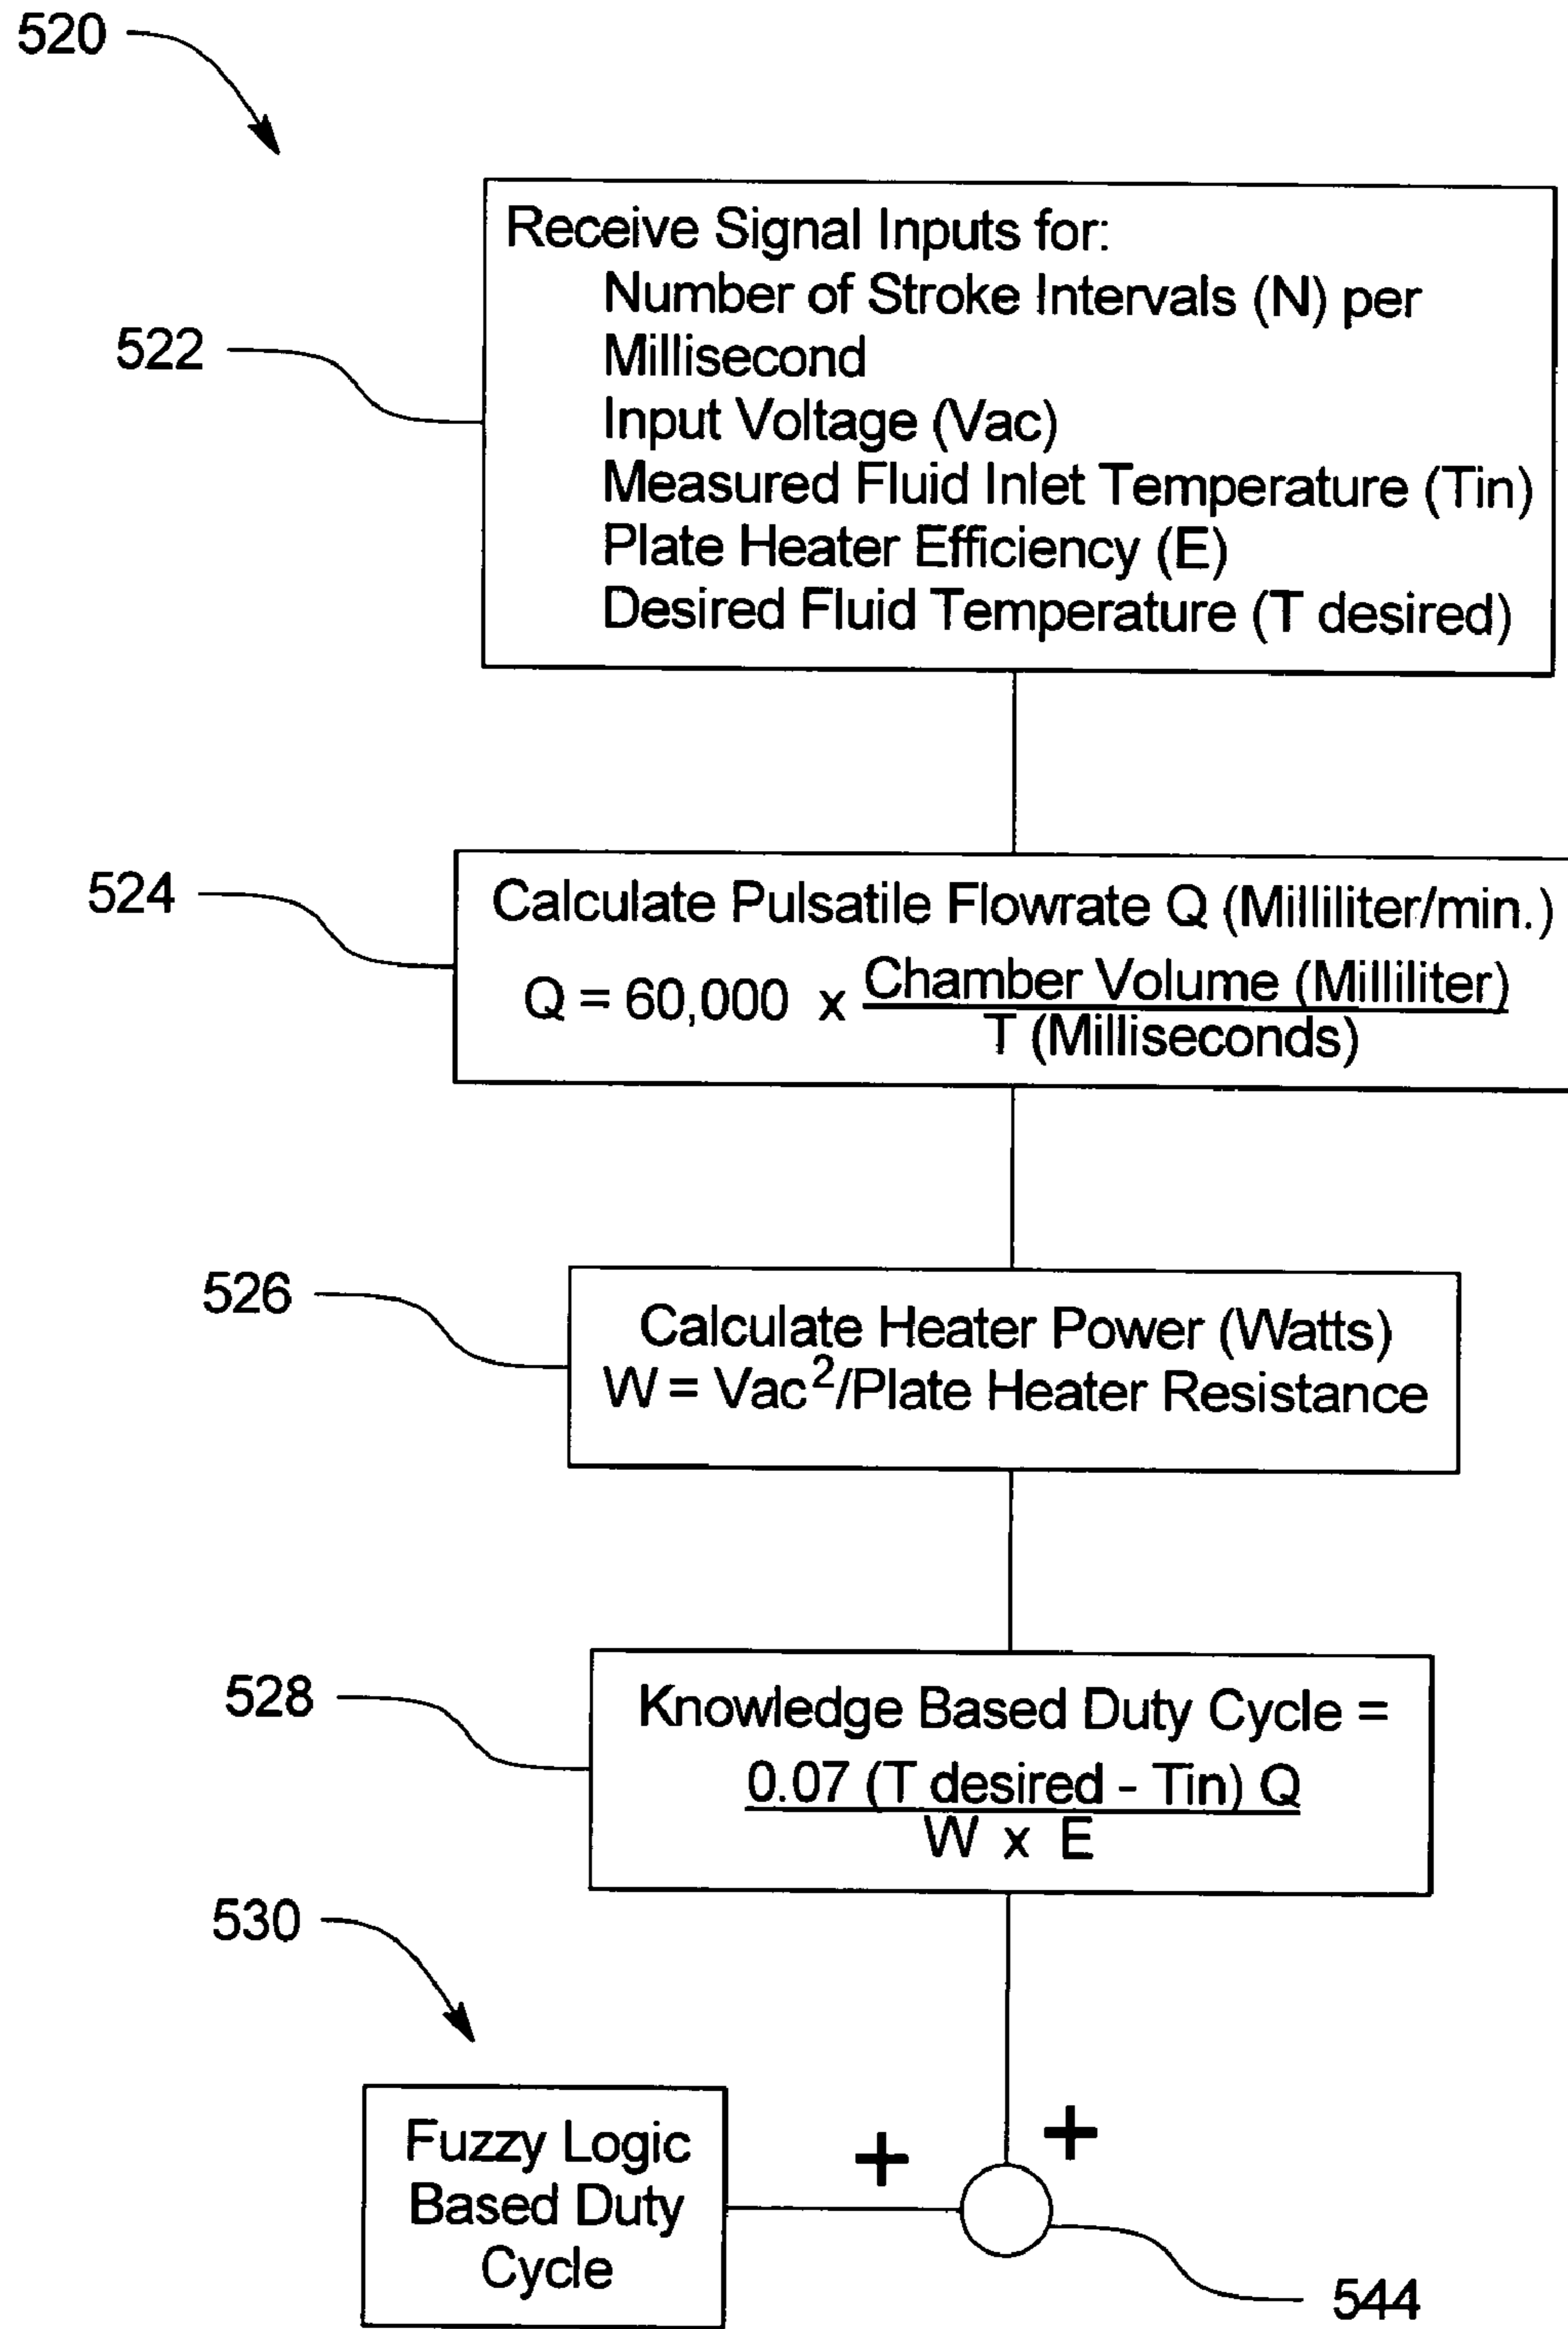 520
Receive Signal Inputs for:
Number of Stroke Intervals (N) per
Millisecond
Input Voltage (Vac)
Measured Fluid Inlet Temperature (Tin)
Plate Heater Efficiency (E)
Desired Fluid Temperature (T desired)
522
Calculate Pulsatile Flowrate Q (Milliliter/min.)
Q = 60,000 x Chamber Volume (Milliliter)
T (Milliseconds)
524
Calculate Heater Power (Watts)
W = Vac²/Plate Heater Resistance
526
Knowledge Based Duty Cycle =
0.07 (T desired - Tin) Q
W x E
528
530
Fuzzy Logic
Based Duty
Cycle
+
+
544